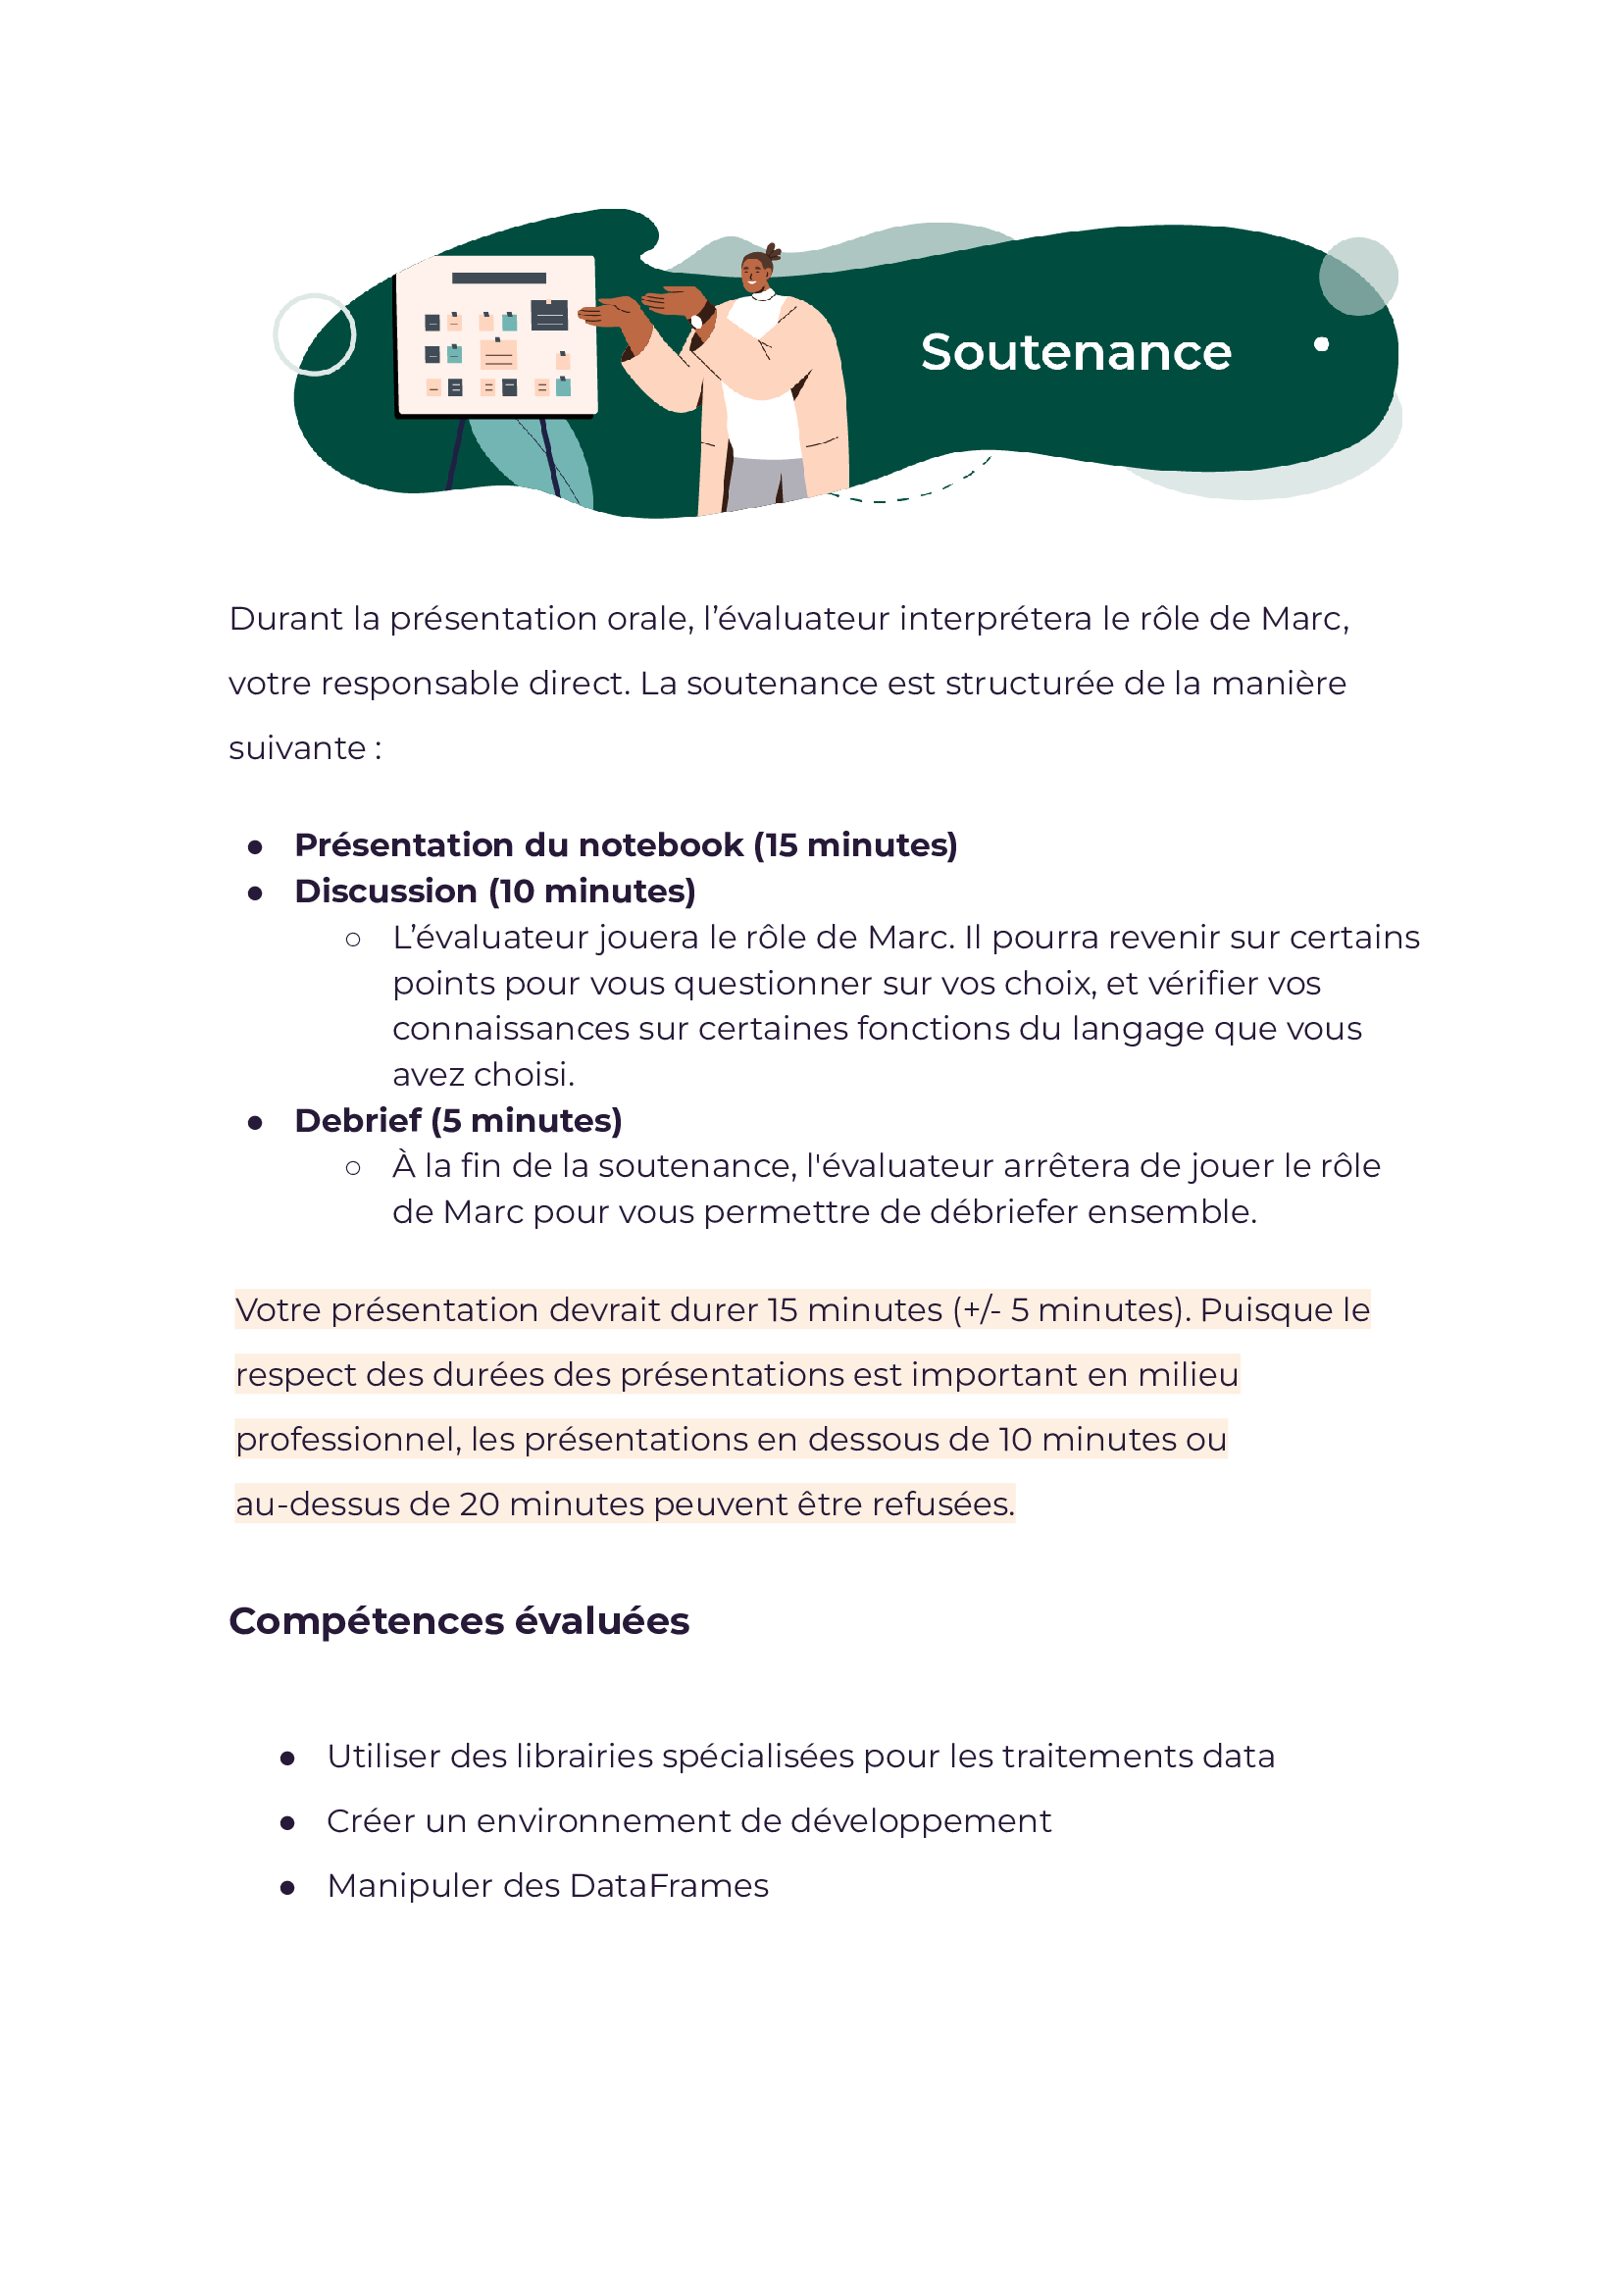 Soutenance
Durant la présentation orale, l’évaluateur interprétera le rôle de Marc,
votre responsable direct. La soutenance est structurée de la manière
suivante :
● Présentation du notebook (15 minutes)
● Discussion (10 minutes)
○ L’évaluateur jouera le rôle de Marc. Il pourra revenir sur certains
points pour vous questionner sur vos choix, et vérifier vos
connaissances sur certaines fonctions du langage que vous
avez choisi.
● Debrief (5 minutes)
○ À la fin de la soutenance, l'évaluateur arrêtera de jouer le rôle
de Marc pour vous permettre de débriefer ensemble.
Votre présentation devrait durer 15 minutes (+/- 5 minutes). Puisque le
respect des durées des présentations est important en milieu
professionnel, les présentations en dessous de 10 minutes ou
au-dessus de 20 minutes peuvent être refusées.
Compétences évaluées
● Utiliser des librairies spécialisées pour les traitements data
● Créer un environnement de développement
● Manipuler des DataFrames